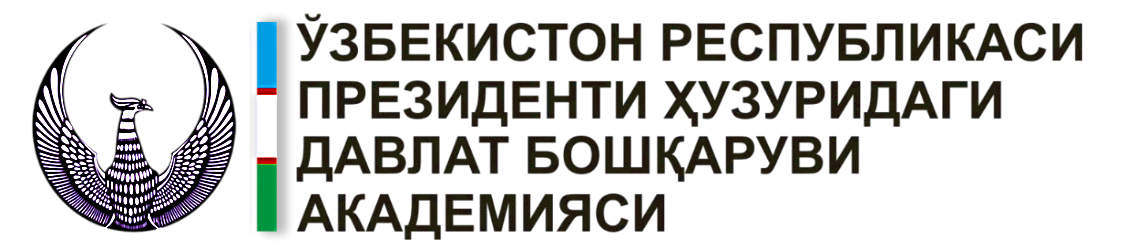 ЎЗБЕКИСТОН РЕСПУБЛИКАСИ
ПРЕЗИДЕНТИ ҲУЗУРИДАГИ
ДАВЛАТ БОШҚАРУВИ
АКАДЕМИЯСИ